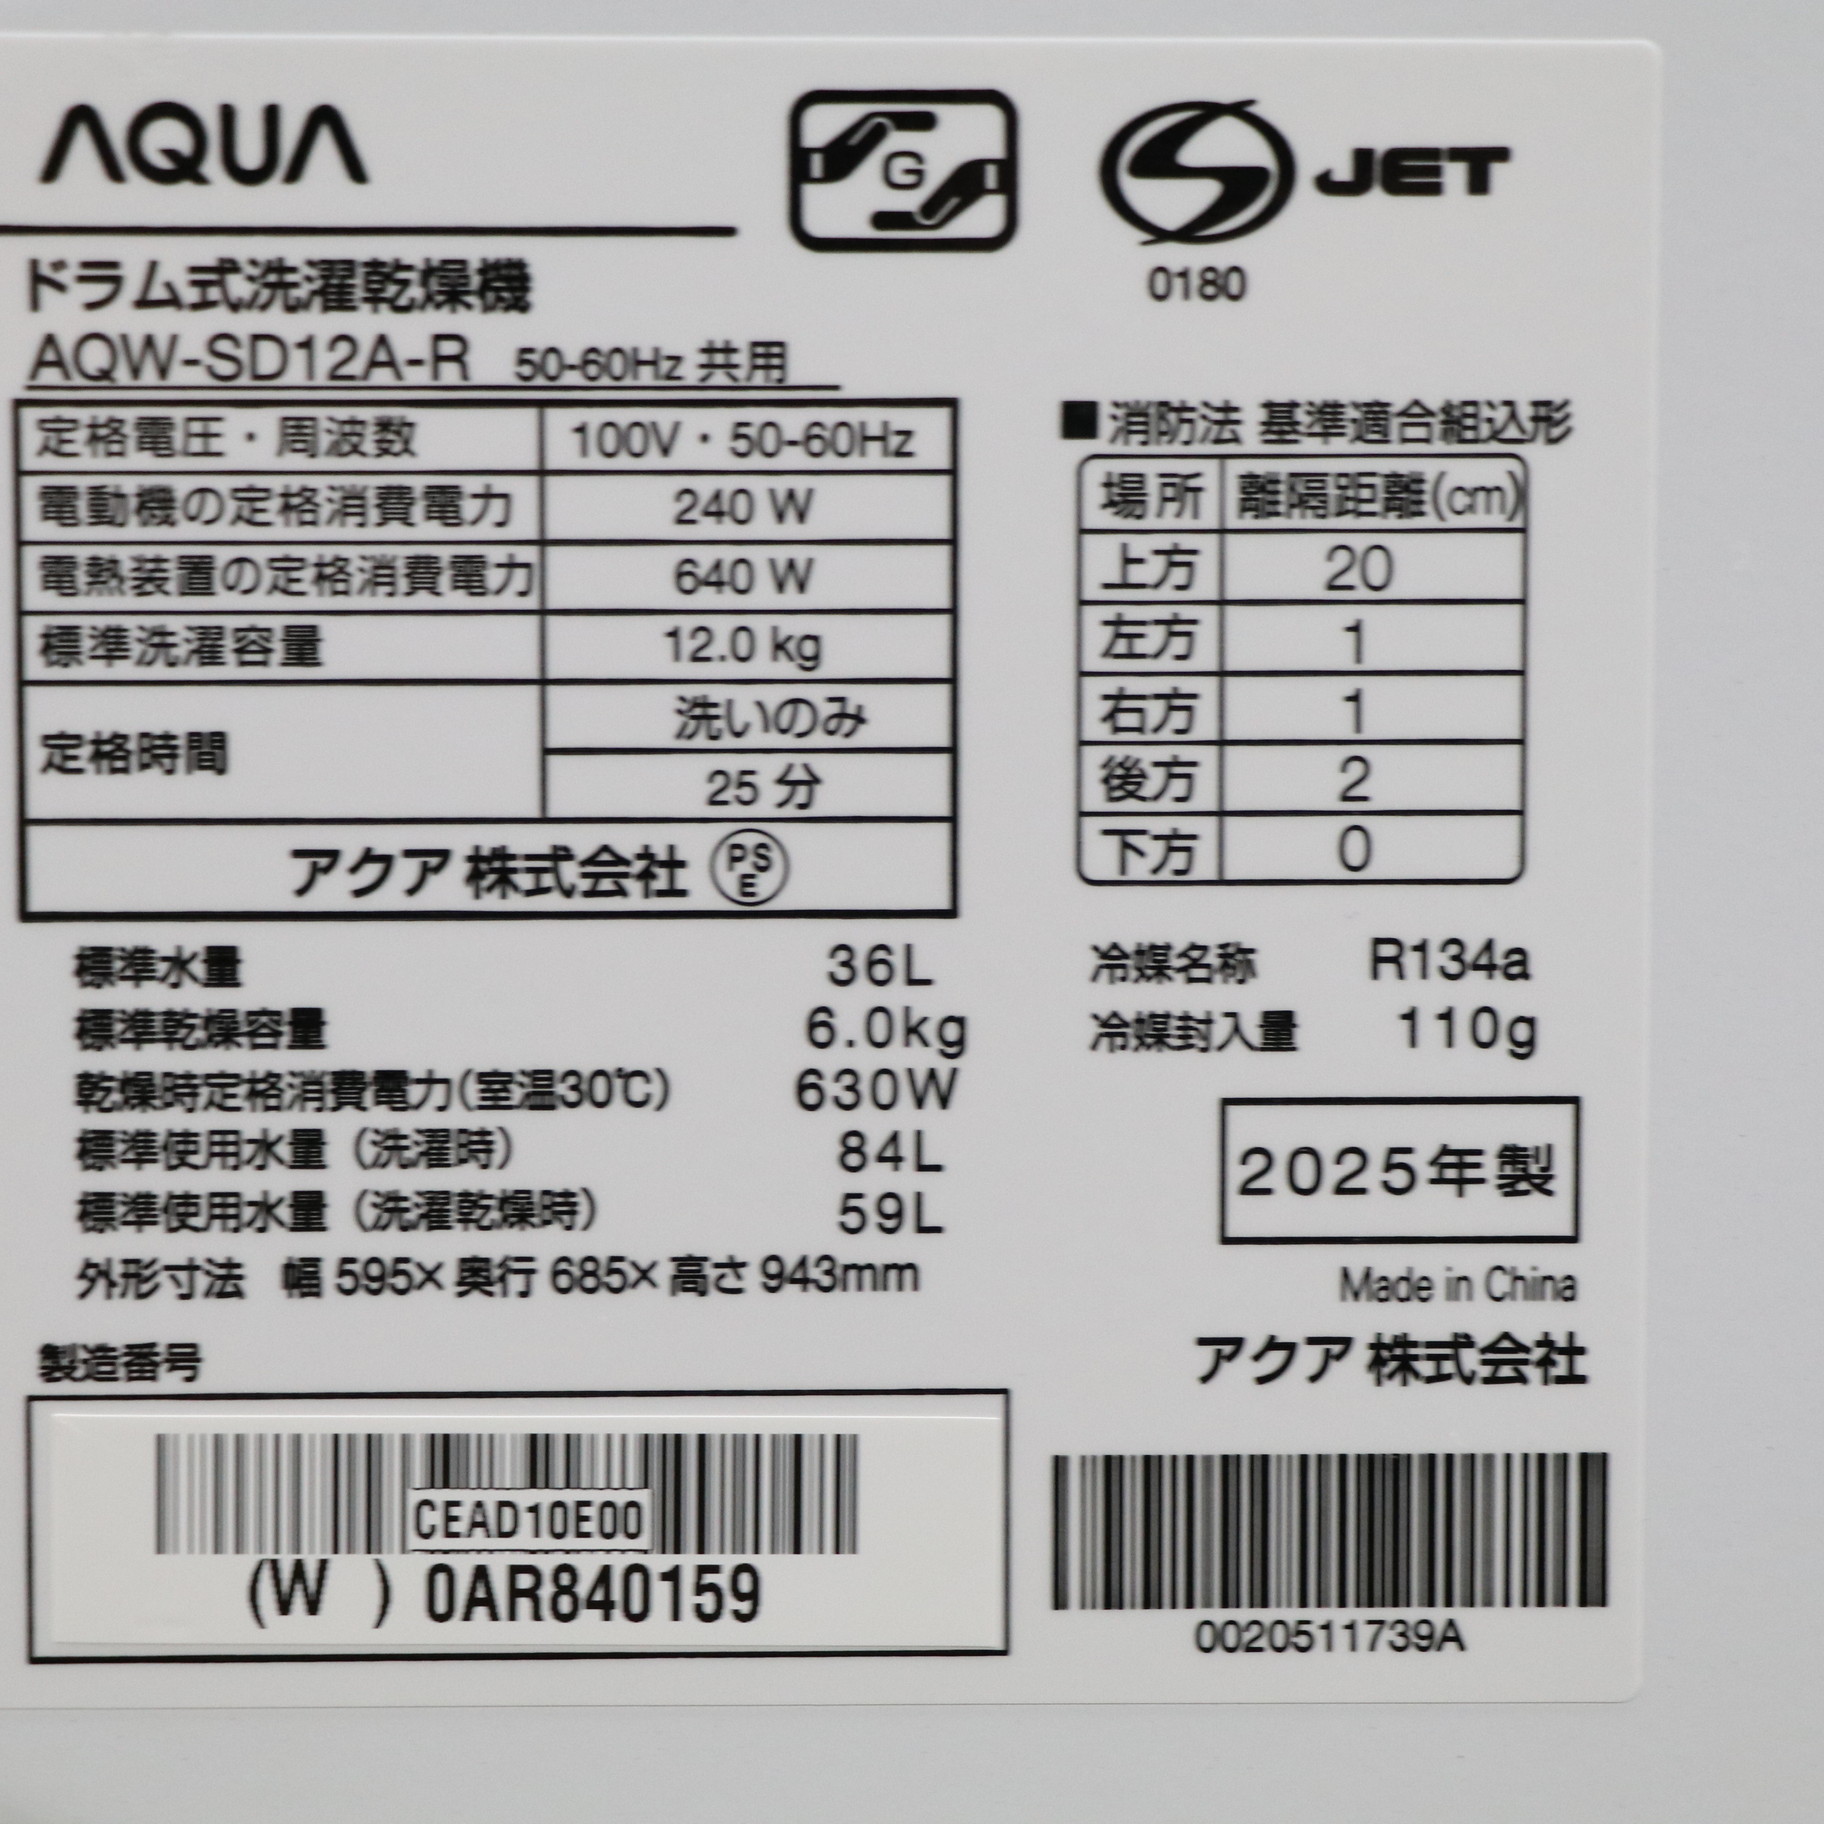 AQUA
G
JET
0180
ドラム式洗濯乾燥機
AQW-SD12A-R 50-60Hz 共用
定格電圧・周波数 100V・50-60Hz
電動機の定格消費電力 240 W
電熱装置の定格消費電力 640 W
標準洗濯容量 12.0 kg
定格時間 洗いのみ
25 分
アクア 株式会社 PSE
標準水量 36L
標準乾燥容量 6.0kg
乾燥時定格消費電力(室温30℃) 630W
標準使用水量（洗濯時） 84L
標準使用水量（洗濯乾燥時） 59L
外形寸法 幅 595×奥行 685×高さ 943mm
製造番号
CEAD10E00
(W ) 0AR840159
■消防法 基準適合組込形
場所 離隔距離(cm)
上方 20
左方 1
右方 1
後方 2
下方 0
冷媒名称 R134a
冷媒封入量 110g
2025年製
Made in China
アクア 株式会社
0020511739A